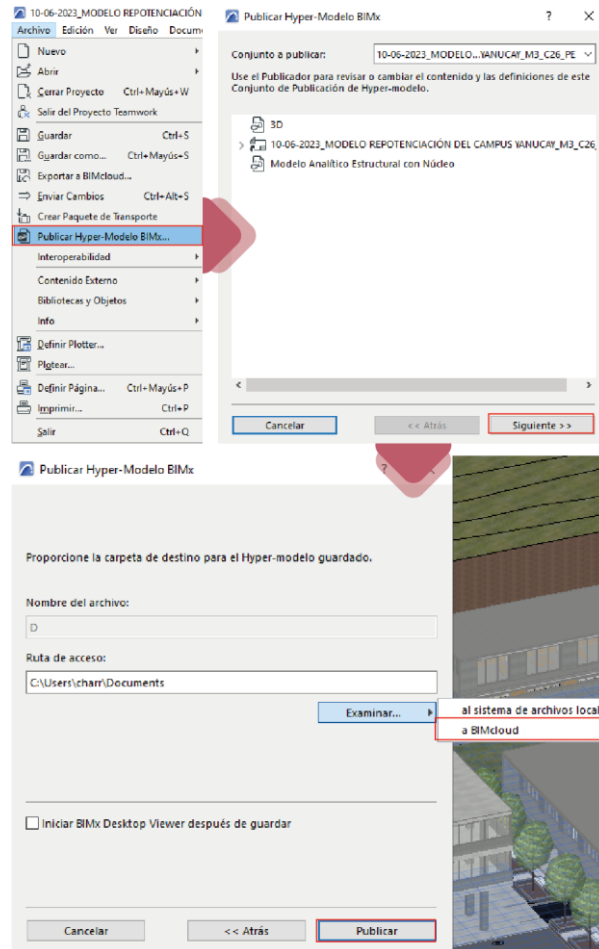 10-06-2023_MODELO REPOTENCIACIÓN
Archivo Edición Ver Diseño Docum
Nuevo
Abrir
Cerrar Proyecto Ctrl+Mayús+W
Salir del Proyecto Teamwork
Guardar Ctrl+S
Guardar como... Ctrl+Mayús+S
Exportar a BIMcloud...
Enviar Cambios Ctrl+Alt+S
Crear Paquete de Transporte
Publicar Hyper-Modelo BIMx...
Interoperabilidad
Contenido Externo
Bibliotecas y Objetos
Info
Definir Plotter...
Plotear...
Definir Página... Ctrl+Mayús+P
Imprimir... Ctrl+P
Salir Ctrl+Q
Publicar Hyper-Modelo BIMx ? ×
Conjunto a publicar: 10-06-2023_MODELO...YANUCAY_M3_C26_PE
Use el Publicador para revisar o cambiar el contenido y las definiciones de este
Conjunto de Publicación de Hyper-modelo.
3D
10-06-2023_MODELO REPOTENCIACIÓN DEL CAMPUS YANUCAY_M3_C26_
Modelo Analítico Estructural con Núcleo
Cancelar << Atrás Siguiente >>
Publicar Hyper-Modelo BIMx ?
Proporcione la carpeta de destino para el Hyper-modelo guardado.
Nombre del archivo:
D
Ruta de acceso:
C:\Users\charr\Documents
Examinar...
al sistema de archivos local
a BIMcloud
Iniciar BIMx Desktop Viewer después de guardar
Cancelar << Atrás Publicar